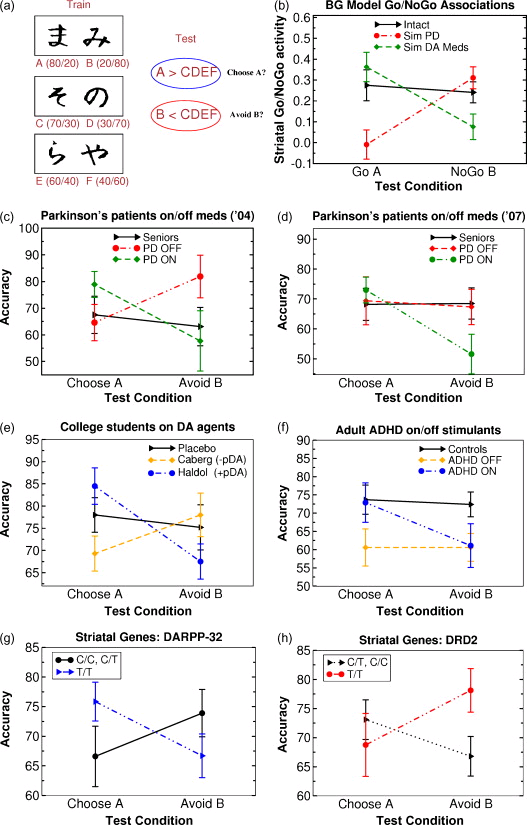 (a)
Train
Test
ま み
A (80/20) B (20/80)
そ の
C (70/30) D (30/70)
ら や
E (60/40) F (40/60)
A > CDEF
Choose A?
B < CDEF
Avoid B?
(b)
BG Model Go/NoGo Associations
Intact
Sim PD
Sim DA Meds
Striatal Go/NoGo activity
0.6
0.5
0.4
0.3
0.2
0.1
0.0
-0.1
Go A
NoGo B
Test Condition
(c)
Parkinson's patients on/off meds ('04)
Seniors
PD OFF
PD ON
Accuracy
100
90
80
70
60
50
Choose A
Avoid B
Test Condition
(d)
Parkinson's patients on/off meds ('07)
Seniors
PD OFF
PD ON
Accuracy
90
80
70
60
50
Choose A
Avoid B
Test Condition
(e)
College students on DA agents
Placebo
Caberg (-pDA)
Haldol (+pDA)
Accuracy
95
90
85
80
75
70
65
Choose A
Avoid B
Test Condition
(f)
Adult ADHD on/off stimulants
Controls
ADHD OFF
ADHD ON
Accuracy
90
85
80
75
70
65
60
55
50
Choose A
Avoid B
Test Condition
(g)
Striatal Genes: DARPP-32
C/C, C/T
T/T
Accuracy
85
80
75
70
65
60
Choose A
Avoid B
Test Condition
(h)
Striatal Genes: DRD2
C/T, C/C
T/T
Accuracy
85
80
75
70
65
60
Choose A
Avoid B
Test Condition